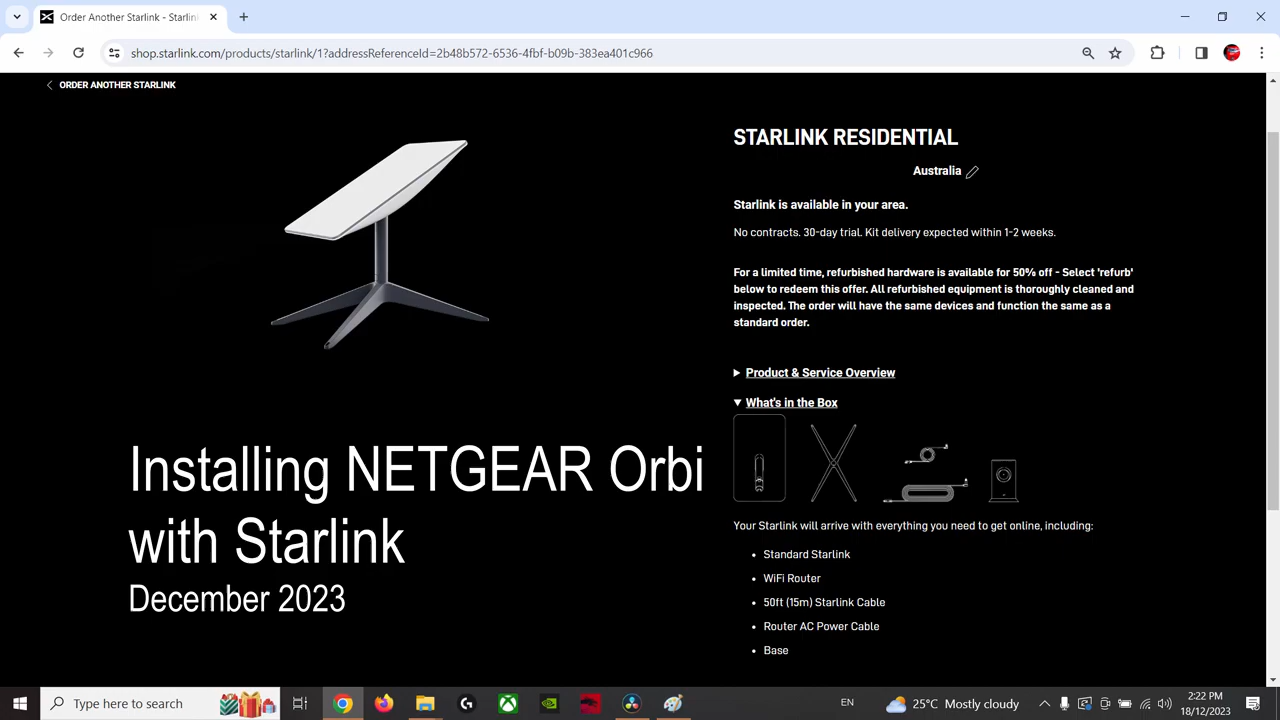 Order Another Starlink - Starlin
shop.starlink.com/products/starlink/1?addressReferenceId=2b48b572-6536-4fbf-b09b-383ea401c966
ORDER ANOTHER STARLINK
STARLINK RESIDENTIAL
Australia
Starlink is available in your area.
No contracts. 30-day trial. Kit delivery expected within 1-2 weeks.
For a limited time, refurbished hardware is available for 50% off - Select 'refurb'
below to redeem this offer. All refurbished equipment is thoroughly cleaned and
inspected. The order will have the same devices and function the same as a
standard order.
Product & Service Overview
What's in the Box
Installing NETGEAR Orbi
with Starlink
December 2023
Your Starlink will arrive with everything you need to get online, including:
Standard Starlink
WiFi Router
50ft (15m) Starlink Cable
Router AC Power Cable
Base
Type here to search
EN
25°C Mostly cloudy
2:22 PM
18/12/2023